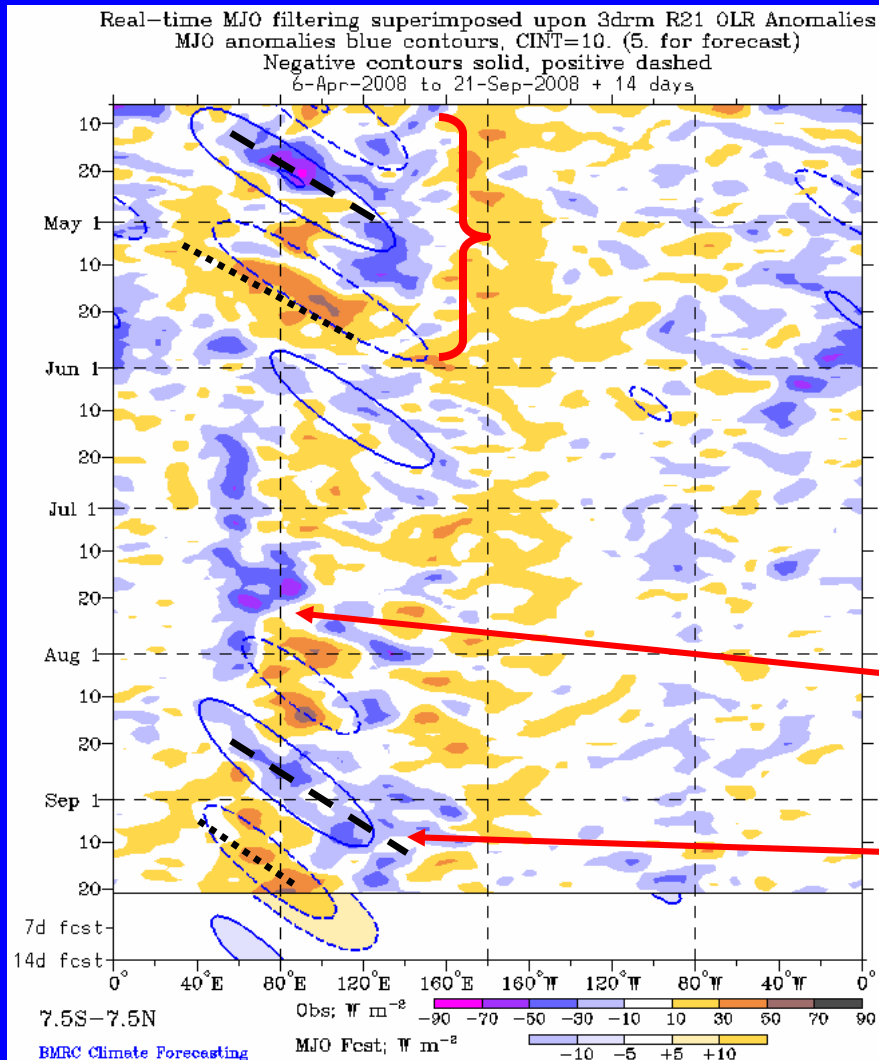 Real-time MJO filtering superimposed upon 3drm R21 OLR Anomalies
MJO anomalies blue contours, CINT=10. (5. for forecast)
Negative contours solid, positive dashed
6-Apr-2008 to 21-Sep-2008 + 14 days
10
20
May 1
10
20
Jun 1
10
20
Jul 1
10
20
Aug 1
10
20
Sep 1
10
20
7d fcst
14d fcst
0° 40°E 80°E 120°E 160°E 160°W 120°W 80°W 40°W 0°
7.5S-7.5N
Obs; W m⁻²
-90 -70 -50 -30 -10 10 30 50 70 90
BMRC Climate Forecasting
MJO Fcst; W m⁻²
-10 -5 +5 +10